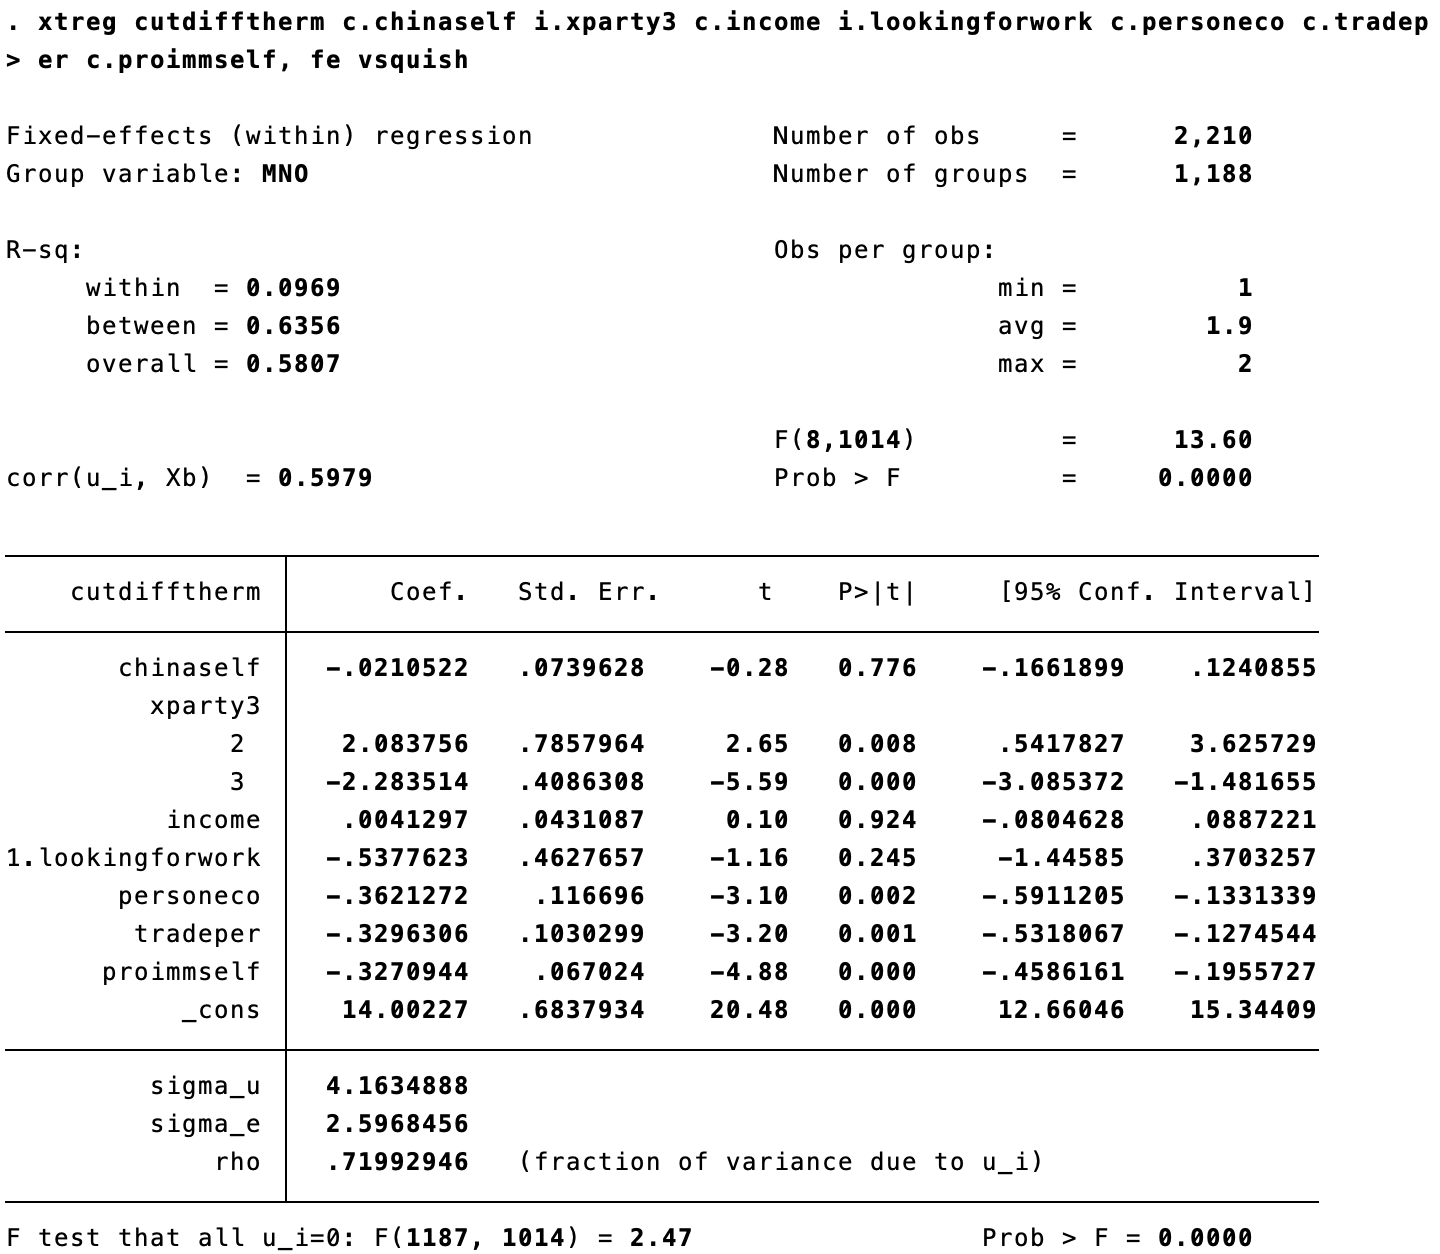 . xtreg cutdifftherm c.chinaself i.xparty3 c.income i.lookingforwork c.personeco c.tradep
> er c.proimmself, fe vsquish
Fixed–effects (within) regression Number of obs = 2,210
Group variable: MNO Number of groups = 1,188
R–sq: Obs per group:
within = 0.0969 min = 1
between = 0.6356 avg = 1.9
overall = 0.5807 max = 2
F(8,1014) = 13.60
corr(u_i, Xb) = 0.5979 Prob > F = 0.0000
cutdifftherm Coef. Std. Err. t P>|t| [95% Conf. Interval]
chinaself –.0210522 .0739628 –0.28 0.776 –.1661899 .1240855
xparty3
2 2.083756 .7857964 2.65 0.008 .5417827 3.625729
3 –2.283514 .4086308 –5.59 0.000 –3.085372 –1.481655
income .0041297 .0431087 0.10 0.924 –.0804628 .0887221
1.lookingforwork –.5377623 .4627657 –1.16 0.245 –1.44585 .3703257
personeco –.3621272 .116696 –3.10 0.002 –.5911205 –.1331339
tradeper –.3296306 .1030299 –3.20 0.001 –.5318067 –.1274544
proimmself –.3270944 .067024 –4.88 0.000 –.4586161 –.1955727
_cons 14.00227 .6837934 20.48 0.000 12.66046 15.34409
sigma_u 4.1634888
sigma_e 2.5968456
rho .71992946 (fraction of variance due to u_i)
F test that all u_i=0: F(1187, 1014) = 2.47 Prob > F = 0.0000